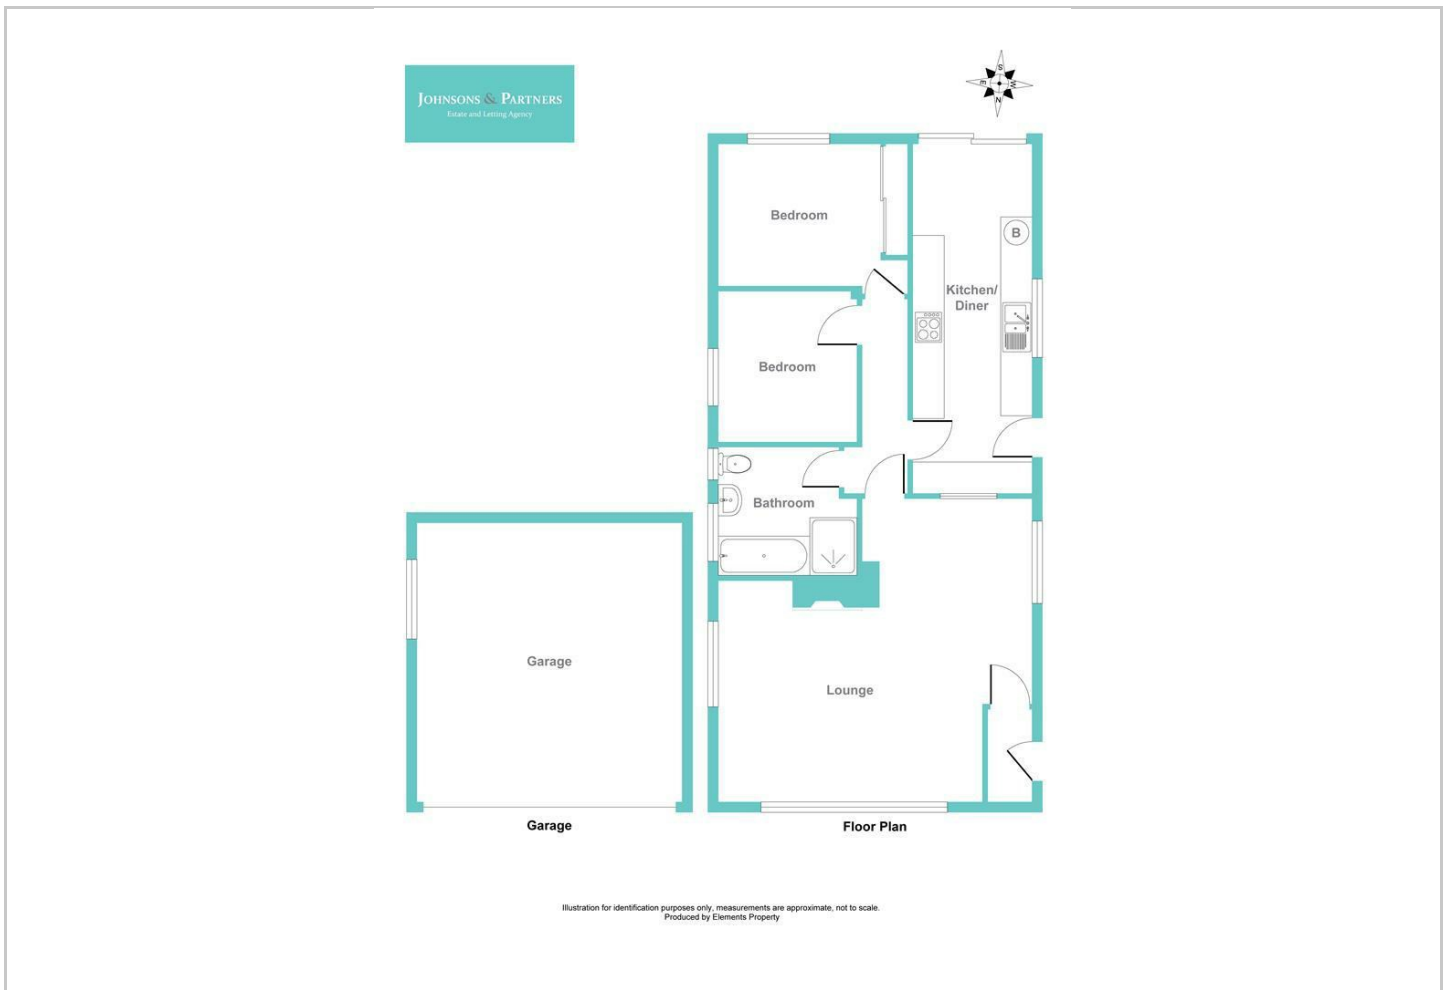 JOHNSONS & PARTNERS
Estate and Letting Agency
S
E
W
N
Bedroom
B
Kitchen/
Diner
Bedroom
Bathroom
Garage
Lounge
Garage
Floor Plan
Illustration for identification purposes only, measurements are approximate, not to scale.
Produced by Elements Property